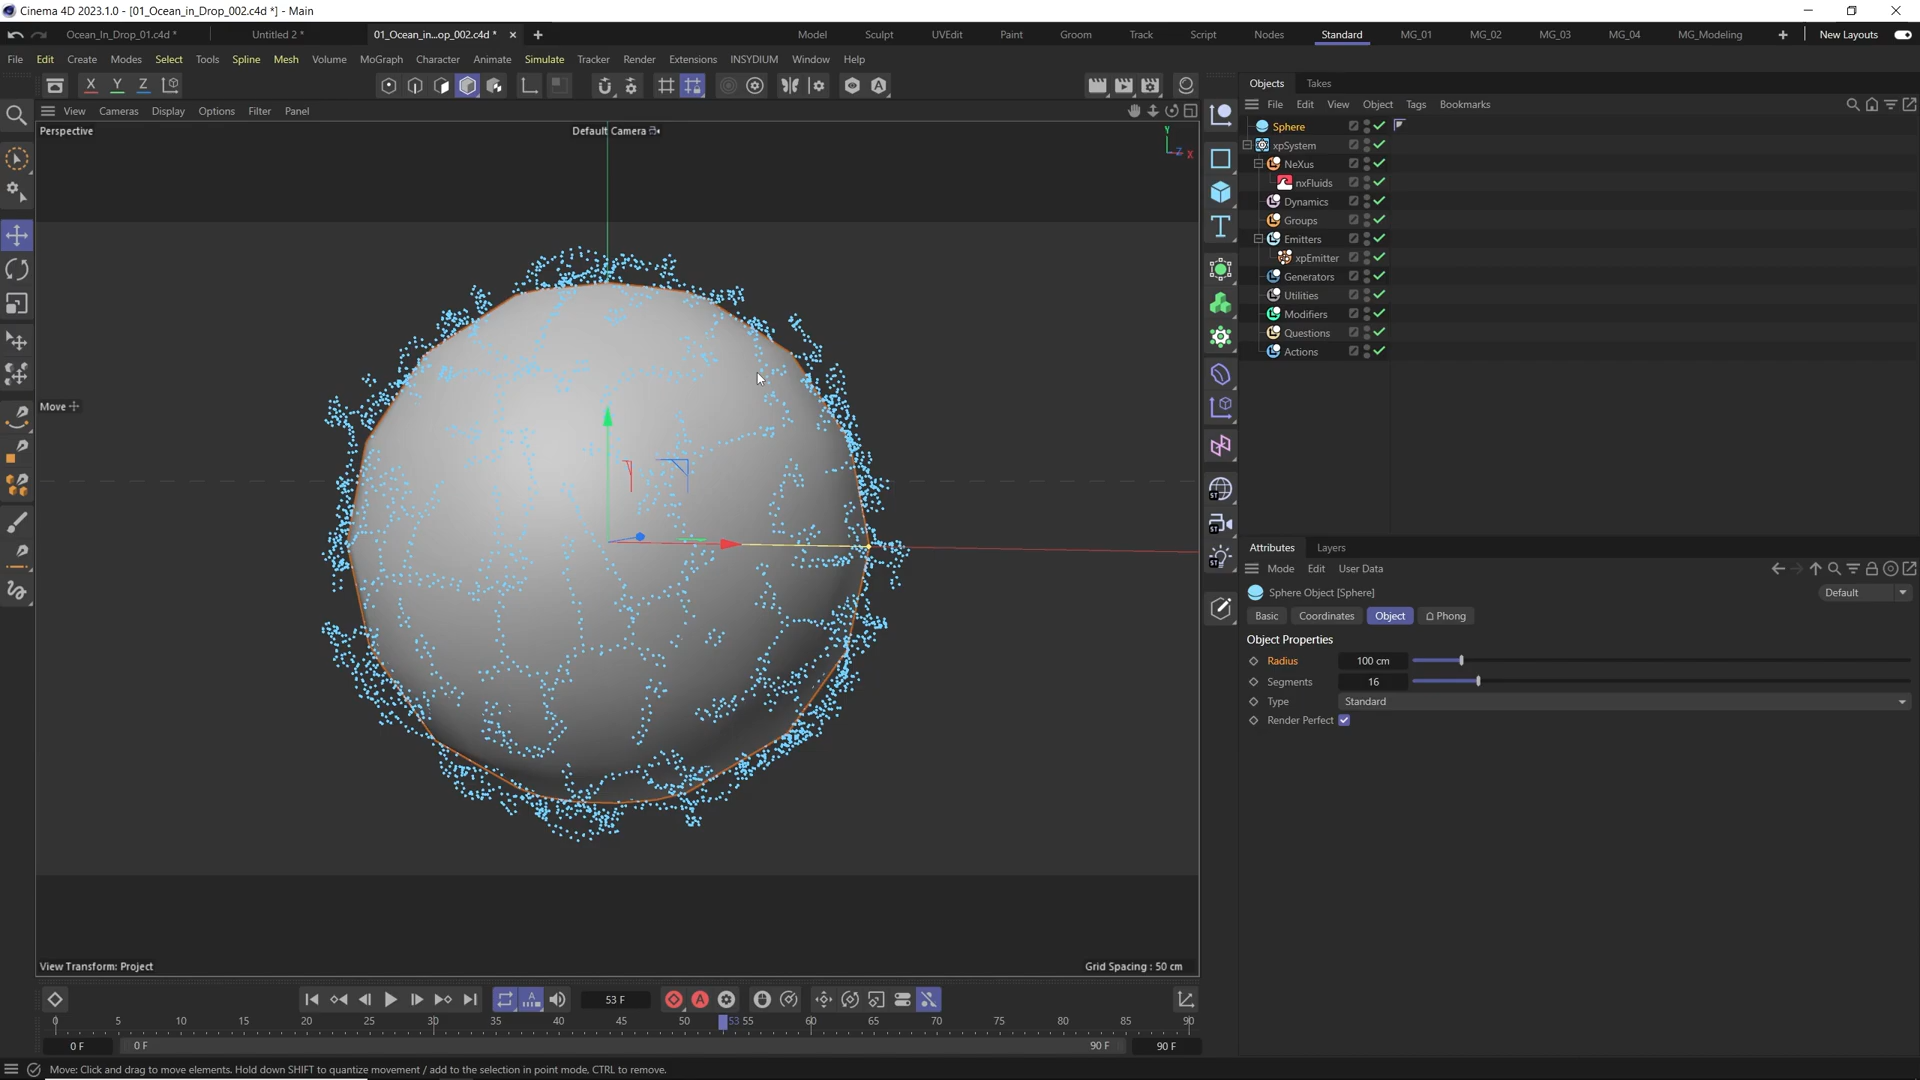 Cinema 4D 2023.1.0 - [01_Ocean_in_Drop_002.c4d *] - Main
Ocean_In_Drop_01.c4d *
Untitled 2 *
01_Ocean_in...op_002.c4d *
Model
Sculpt
UVEdit
Paint
Groom
Track
Script
Nodes
Standard
MG_01
MG_02
MG_03
MG_04
MG_Modeling
New Layouts
File Edit Create Modes Select Tools Spline Mesh Volume MoGraph Character Animate Simulate Tracker Render Extensions INSYDIUM Window Help
X Y Z
View Cameras Display Options Filter Panel
Perspective
Default Camera
Y
Z X
Move
View Transform: Project
Grid Spacing : 50 cm
ST
ST
ST
Objects
Takes
File Edit View Object Tags Bookmarks
Sphere
xpSystem
NeXus
nxFluids
Dynamics
Groups
Emitters
xpEmitter
Generators
Utilities
Modifiers
Questions
Actions
Attributes
Layers
Mode Edit User Data
Sphere Object [Sphere]
Default
Basic
Coordinates
Object
Phong
Object Properties
Radius 100 cm
Segments 16
Type Standard
Render Perfect
53 F
0 5 10 15 20 25 30 35 40 45 50 53 55 60 65 70 75 80 85 90
0 F
0 F
90 F
90 F
Move: Click and drag to move elements. Hold down SHIFT to quantize movement / add to the selection in point mode, CTRL to remove.